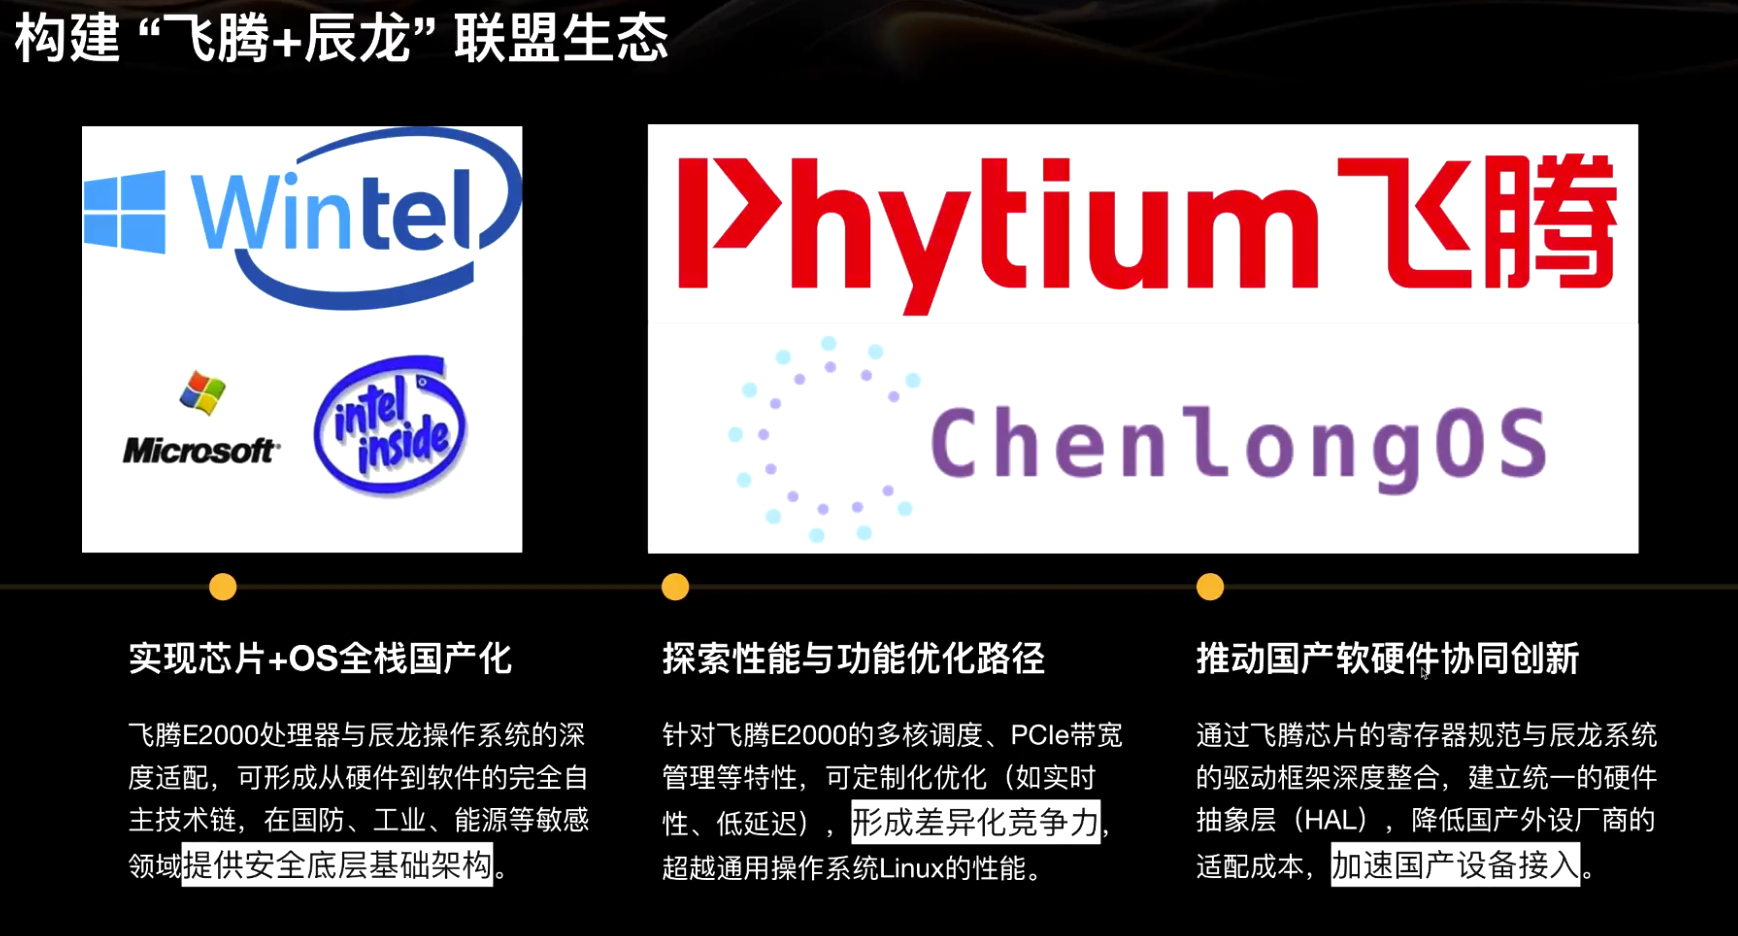 构建 “飞腾+辰龙” 联盟生态
Wintel
Microsoft
intel
inside
Phytium飞腾
ChenlongOS
实现芯片+OS全栈国产化
飞腾E2000处理器与辰龙操作系统的深
度适配，可形成从硬件到软件的完全自
主技术链，在国防、工业、能源等敏感
领域提供安全底层基础架构。
探索性能与功能优化路径
针对飞腾E2000的多核调度、PCIe带宽
管理等特性，可定制化优化（如实时
性、低延迟），形成差异化竞争力，
超越通用操作系统Linux的性能。
推动国产软硬件协同创新
通过飞腾芯片的寄存器规范与辰龙系统
的驱动框架深度整合，建立统一的硬件
抽象层（HAL），降低国产外设厂商的
适配成本，加速国产设备接入。